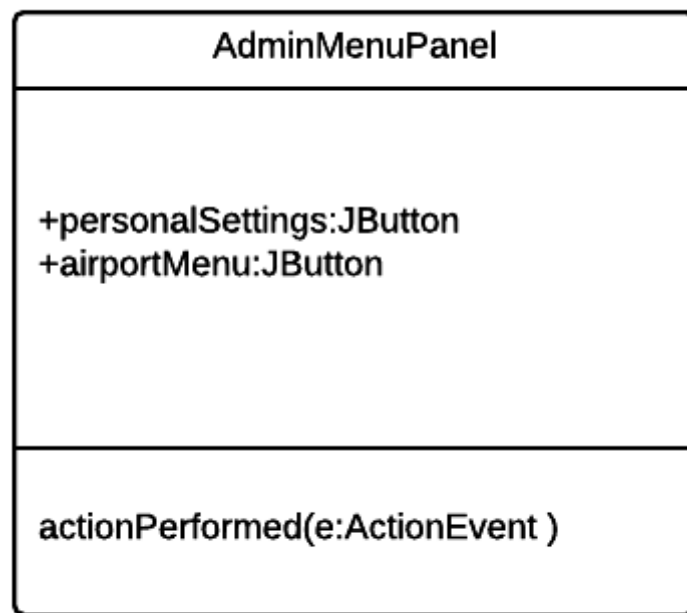 AdminMenuPanel
+personalSettings:JButton
+airportMenu:JButton
actionPerformed(e:ActionEvent )